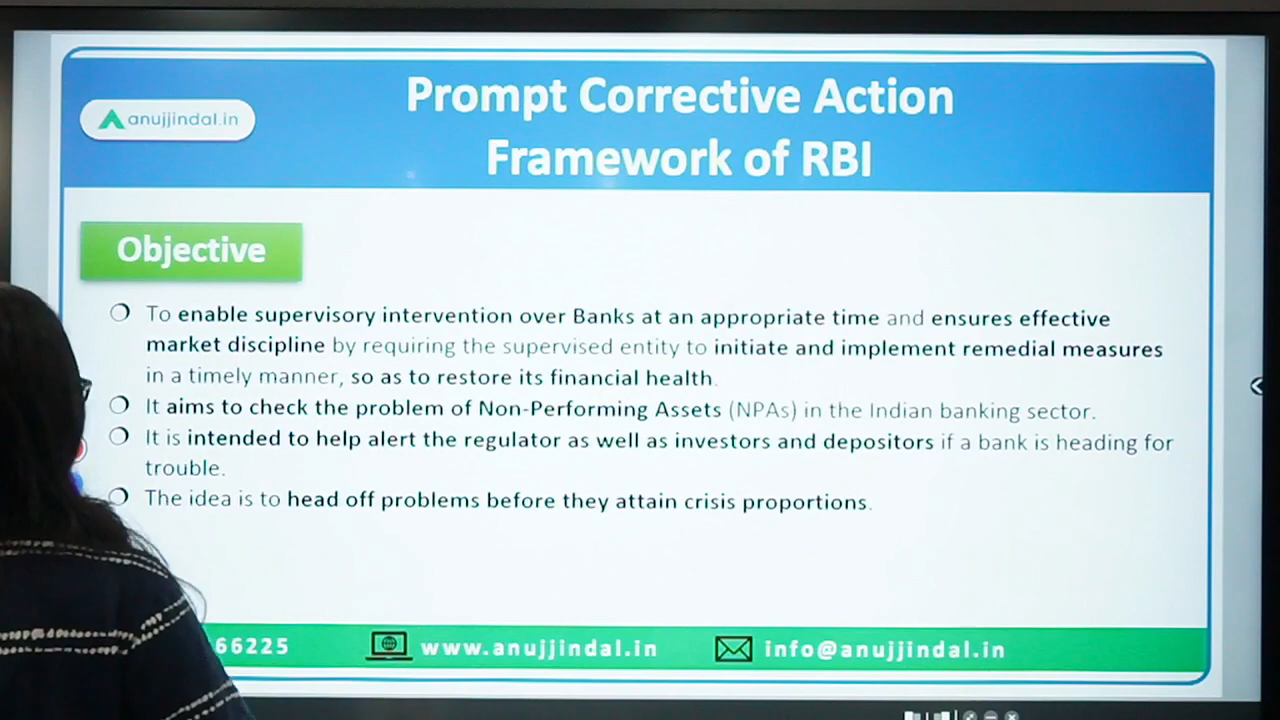 Prompt Corrective Action
Framework of RBI
anujjindal.in
Objective
To enable supervisory intervention over Banks at an appropriate time and ensures effective
market discipline by requiring the supervised entity to initiate and implement remedial measures
in a timely manner, so as to restore its financial health.
It aims to check the problem of Non-Performing Assets (NPAs) in the Indian banking sector.
It is intended to help alert the regulator as well as investors and depositors if a bank is heading for
trouble.
The idea is to head off problems before they attain crisis proportions.
66225 www.anujjindal.in info@anujjindal.in